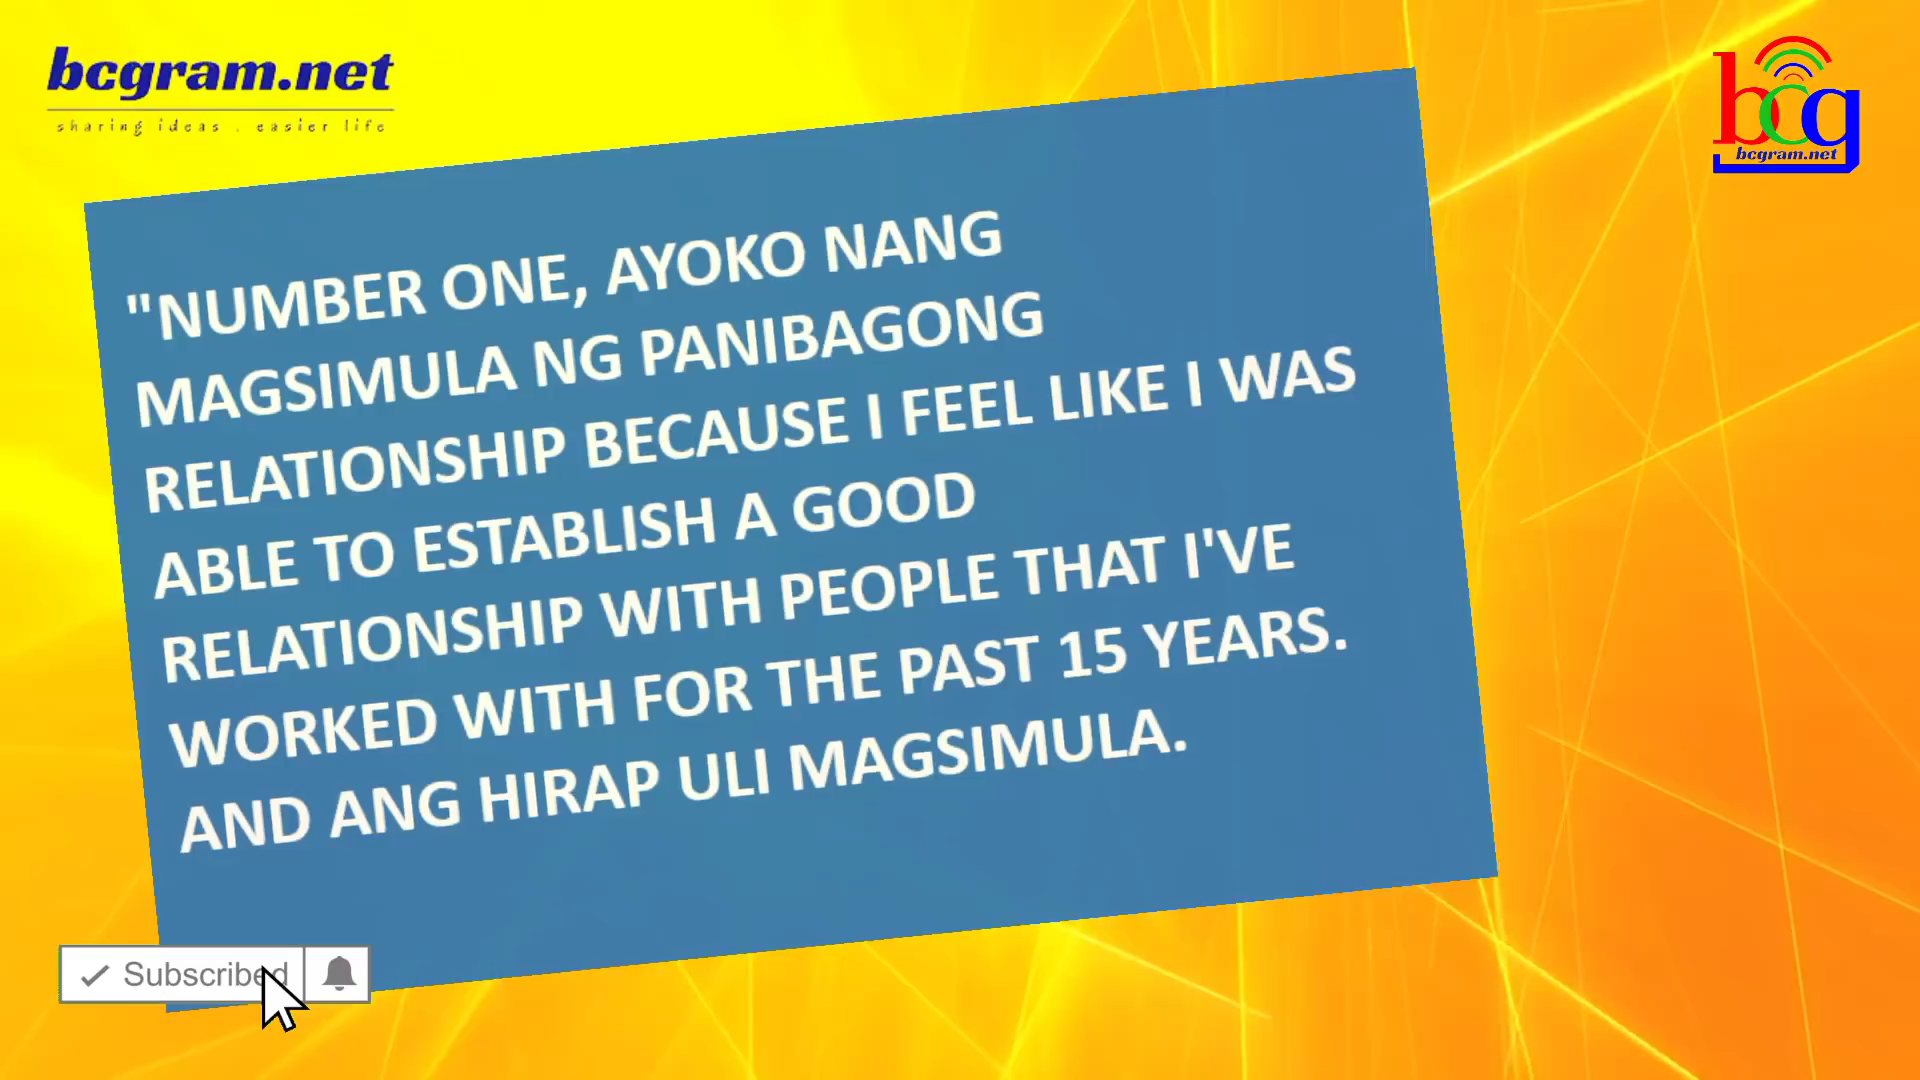 bcgram.net
sharing ideas . easier life
bcg
bcgram.net
"NUMBER ONE, AYOKO NANG
MAGSIMULA NG PANIBAGONG
RELATIONSHIP BECAUSE I FEEL LIKE I WAS
ABLE TO ESTABLISH A GOOD
RELATIONSHIP WITH PEOPLE THAT I'VE
WORKED WITH FOR THE PAST 15 YEARS.
AND ANG HIRAP ULI MAGSIMULA.
Subscribed